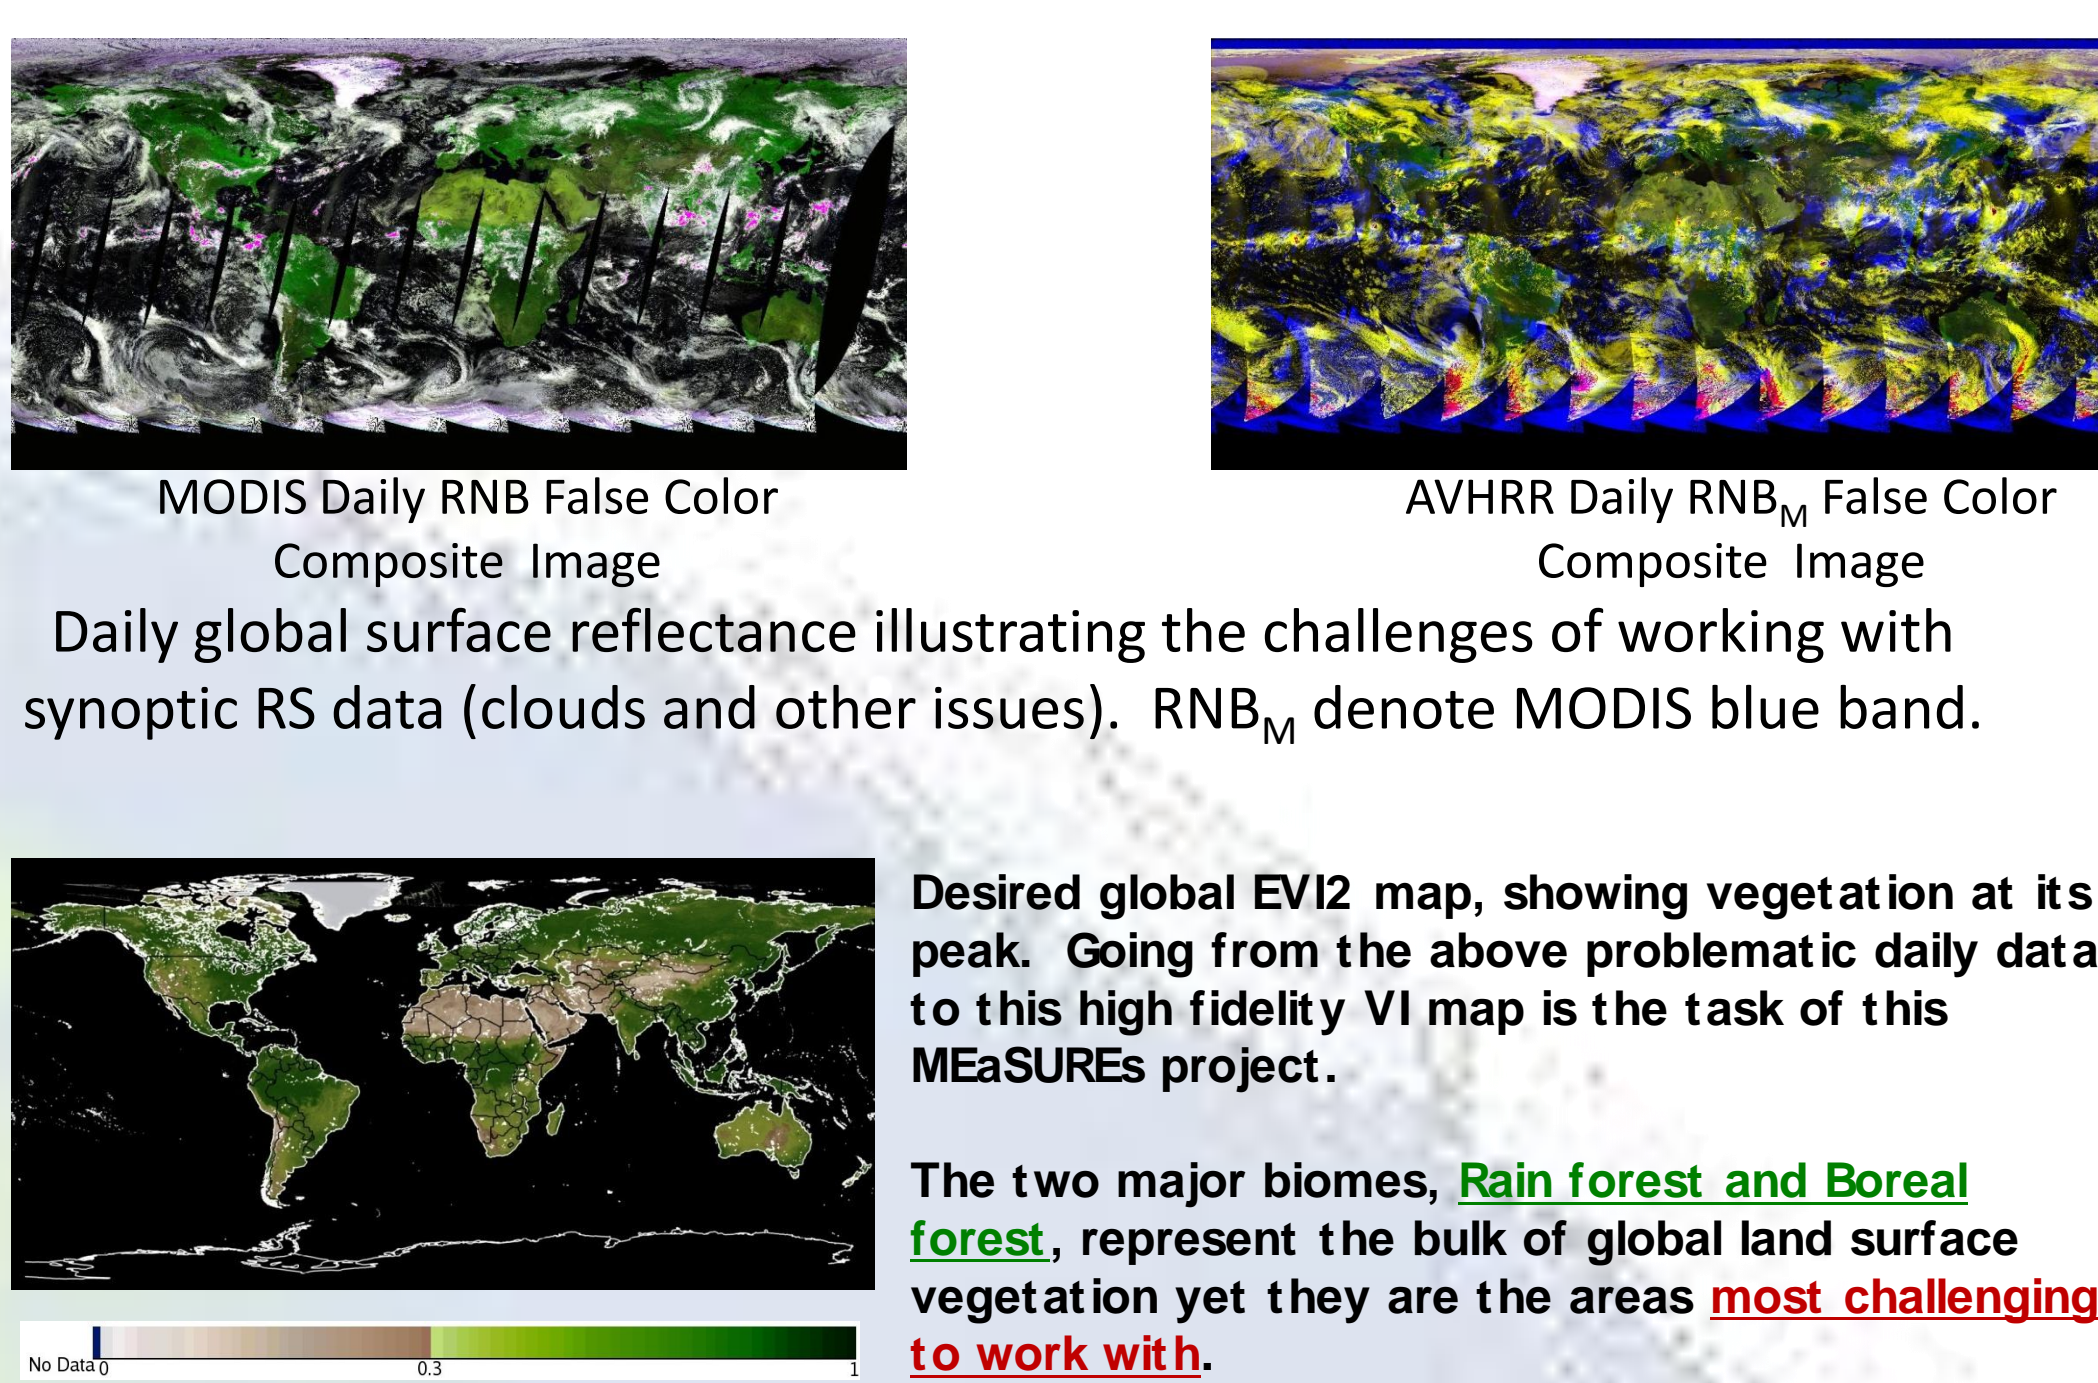 MODIS Daily RNB False Color
Composite Image
AVHRR Daily RNBM False Color
Composite Image
Daily global surface reflectance illustrating the challenges of working with
synoptic RS data (clouds and other issues). RNBM denote MODIS blue band.
Desired global EVI2 map, showing vegetation at its
peak. Going from the above problematic daily data
to this high fidelity VI map is the task of this
MEaSUREs project.
The two major biomes, Rain forest and Boreal
forest, represent the bulk of global land surface
vegetation yet they are the areas most challenging
to work with.
No Data 0 0.3 1